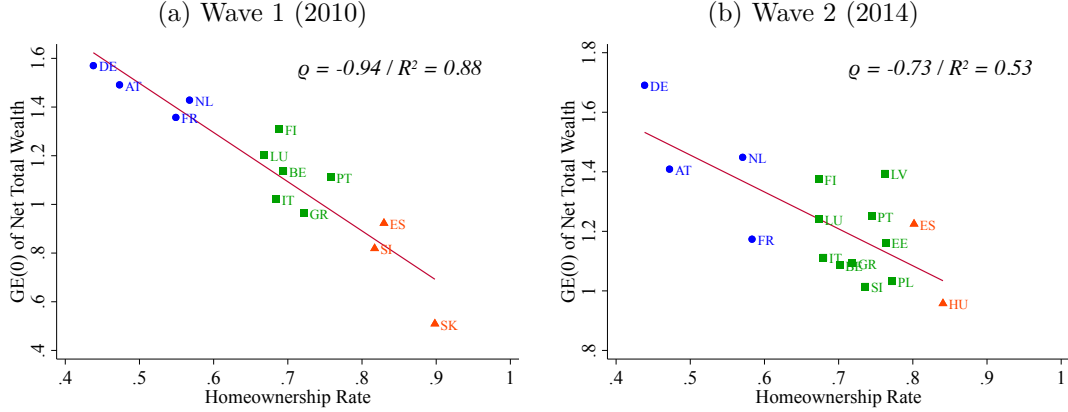 (a) Wave 1 (2010)
ϱ = -0.94 / R² = 0.88
GE(0) of Net Total Wealth
1.6
1.4
1.2
1
.8
.6
.4
DE
AT
NL
FR
FI
LU
BE
PT
IT
GR
ES
SI
SK
.4 .5 .6 .7 .8 .9 1
Homeownership Rate
(b) Wave 2 (2014)
ϱ = -0.73 / R² = 0.53
GE(0) of Net Total Wealth
1.8
1.6
1.4
1.2
1
.8
DE
NL
AT
FI
LV
LU
PT
ES
FR
EE
IT
BE
GR
SI
PL
HU
.4 .5 .6 .7 .8 .9 1
Homeownership Rate